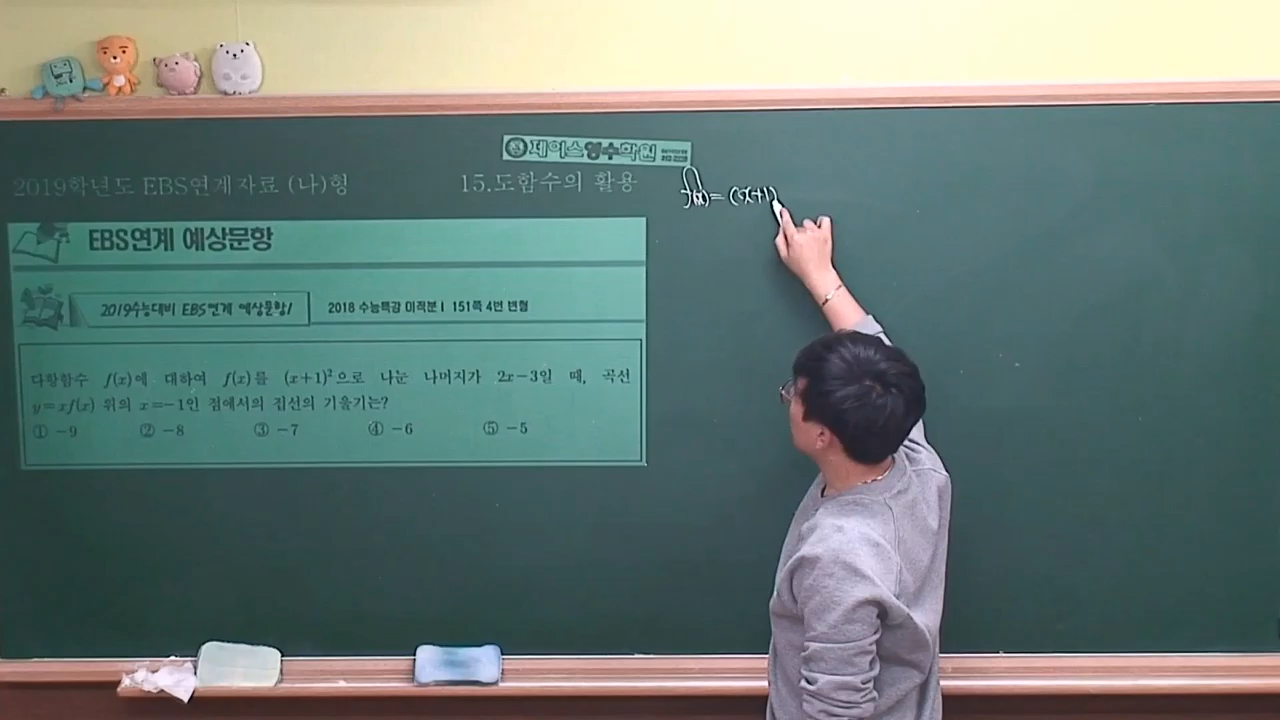 제이스영수학원
2019학년도 EBS연계자료 (나)형
15.도함수의 활용
f(x)=(x+1)
EBS연계 예상문항
2019수능대비 EBS연계 예상문항1
2018 수능특강 미적분Ⅰ 151쪽 4번 변형
다항함수 f(x)에 대하여 f(x)를 (x+1)²으로 나눈 나머지가 2x-3일 때, 곡선
y=xf(x) 위의 x=-1인 점에서의 접선의 기울기는?
① -9 ② -8 ③ -7 ④ -6 ⑤ -5